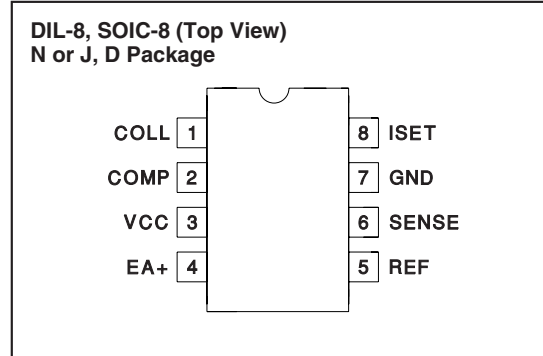 DIL-8, SOIC-8 (Top View)
N or J, D Package
COLL 1 8 ISET
COMP 2 7 GND
VCC 3 6 SENSE
EA+ 4 5 REF